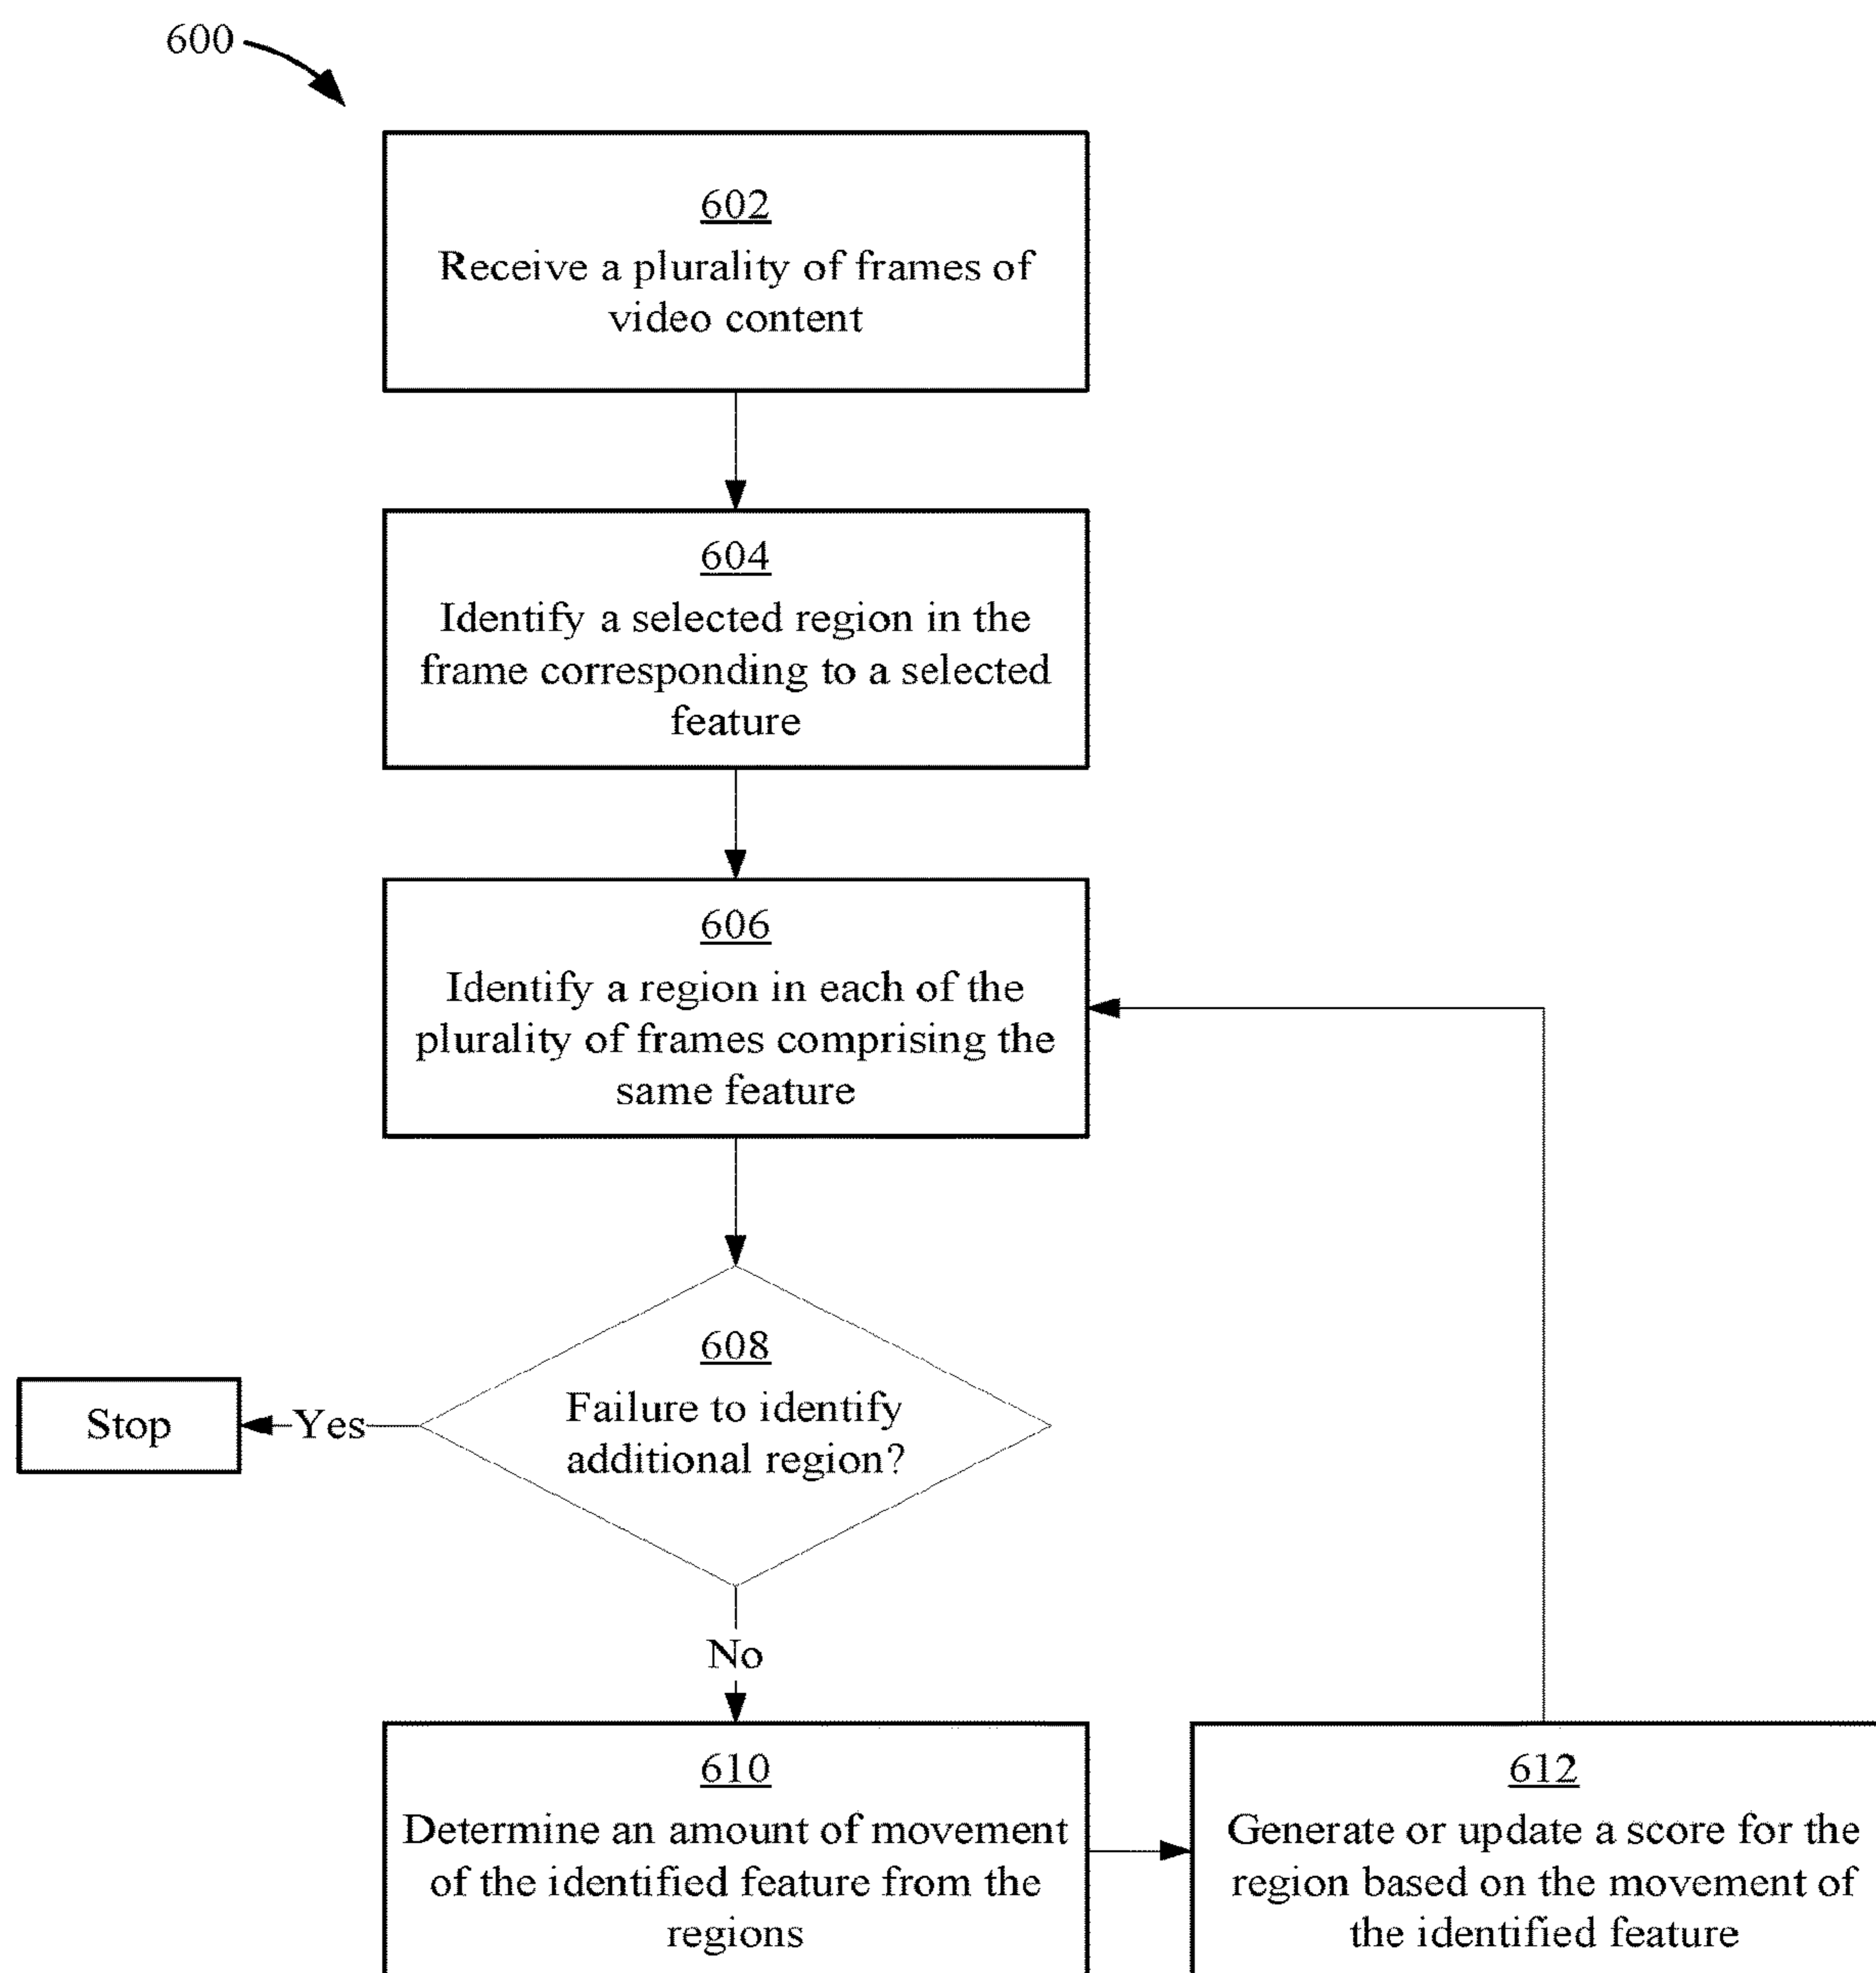 600
602
Receive a plurality of frames of
video content
604
Identify a selected region in the
frame corresponding to a selected
feature
606
Identify a region in each of the
plurality of frames comprising the
same feature
608
Failure to identify
additional region?
Yes
Stop
No
610
Determine an amount of movement
of the identified feature from the
regions
612
Generate or update a score for the
region based on the movement of
the identified feature